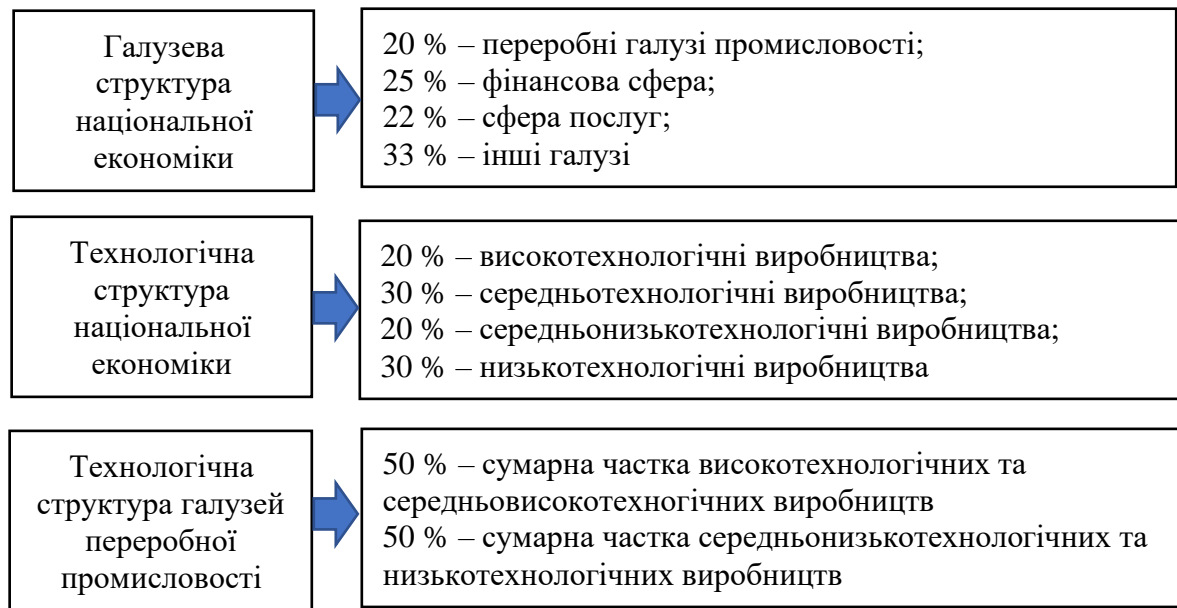 Галузева
структура
національної
економіки
20 % – переробні галузі промисловості;
25 % – фінансова сфера;
22 % – сфера послуг;
33 % – інші галузі
Технологічна
структура
національної
економіки
20 % – високотехнологічні виробництва;
30 % – середньотехнологічні виробництва;
20 % – середньонизькотехнологічні виробництва;
30 % – низькотехнологічні виробництва
Технологічна
структура галузей
переробної
промисловості
50 % – сумарна частка високотехнологічних та
середньовисокотехногічних виробництв
50 % – сумарна частка середньонизькотехнологічних та
низькотехнологічних виробництв